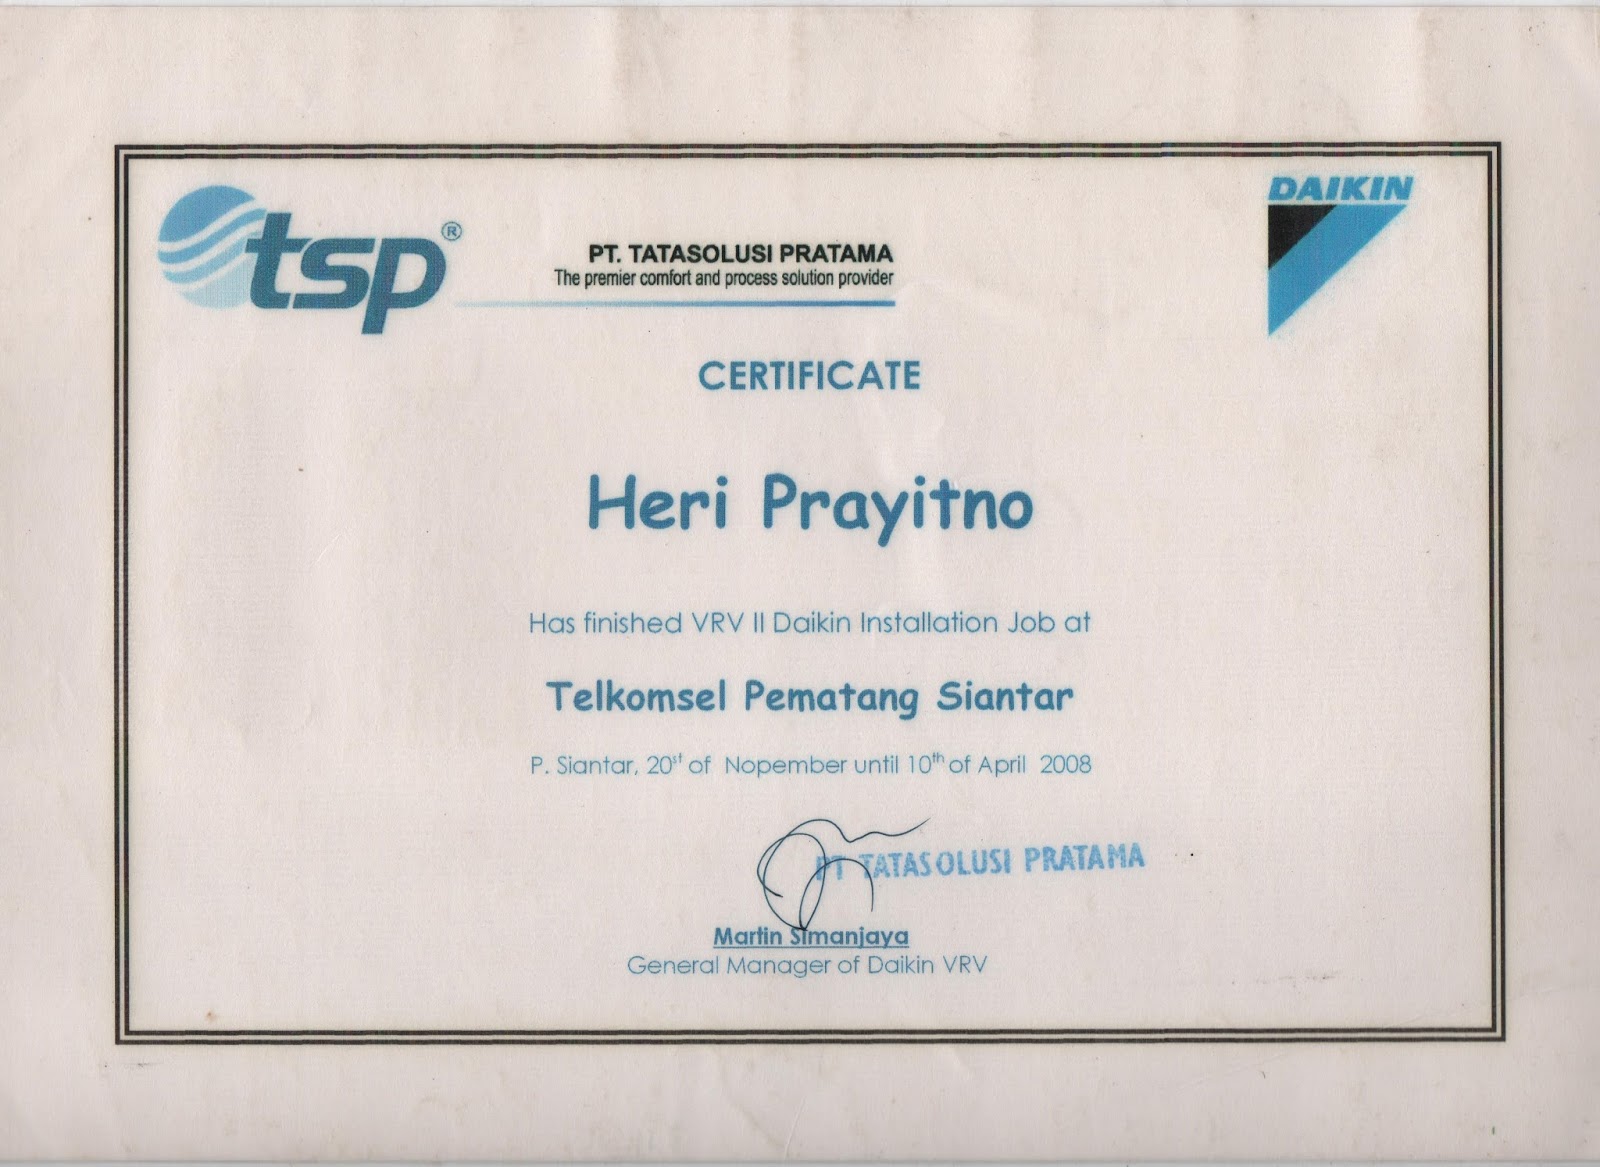 tsp®
DAIKIN
PT. TATASOLUSI PRATAMA
The premier comfort and process solution provider
CERTIFICATE
Heri Prayitno
Has finished VRV II Daikin Installation Job at
Telkomsel Pematang Siantar
P. Siantar, 20st of Nopember until 10th of April 2008
PT TATASOLUSI PRATAMA
Martin Simanjaya
General Manager of Daikin VRV